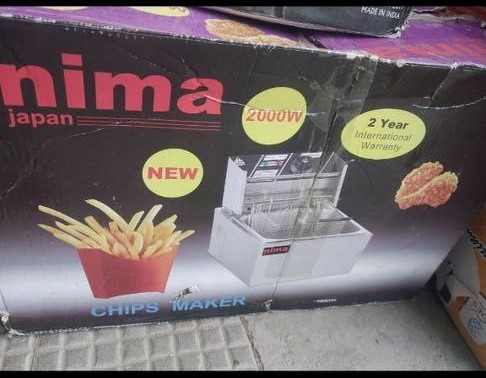 MADE IN INDIA
nima
japan
2000W
2 Year
International
Warranty
NEW
nima
CHIPS MAKER